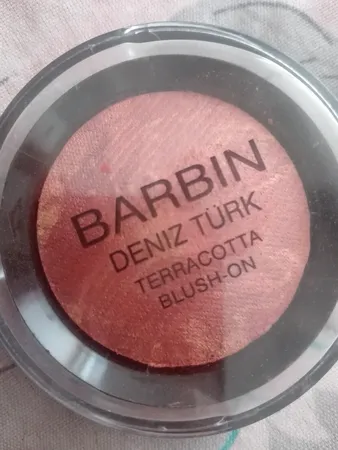 BARBIN
DENIZ TÜRK
TERRACOTTA
BLUSH-ON